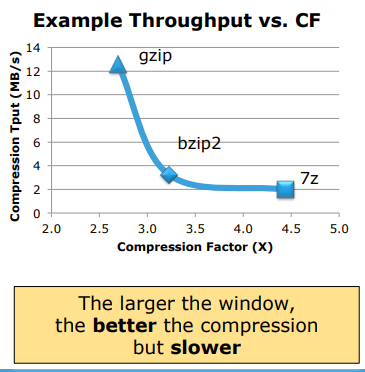 Example Throughput vs. CF
Compression Tput (MB/s)
14
12
10
8
6
4
2
0
gzip
bzip2
7z
2.0 2.5 3.0 3.5 4.0 4.5 5.0
Compression Factor (X)
The larger the window,
the better the compression
but slower